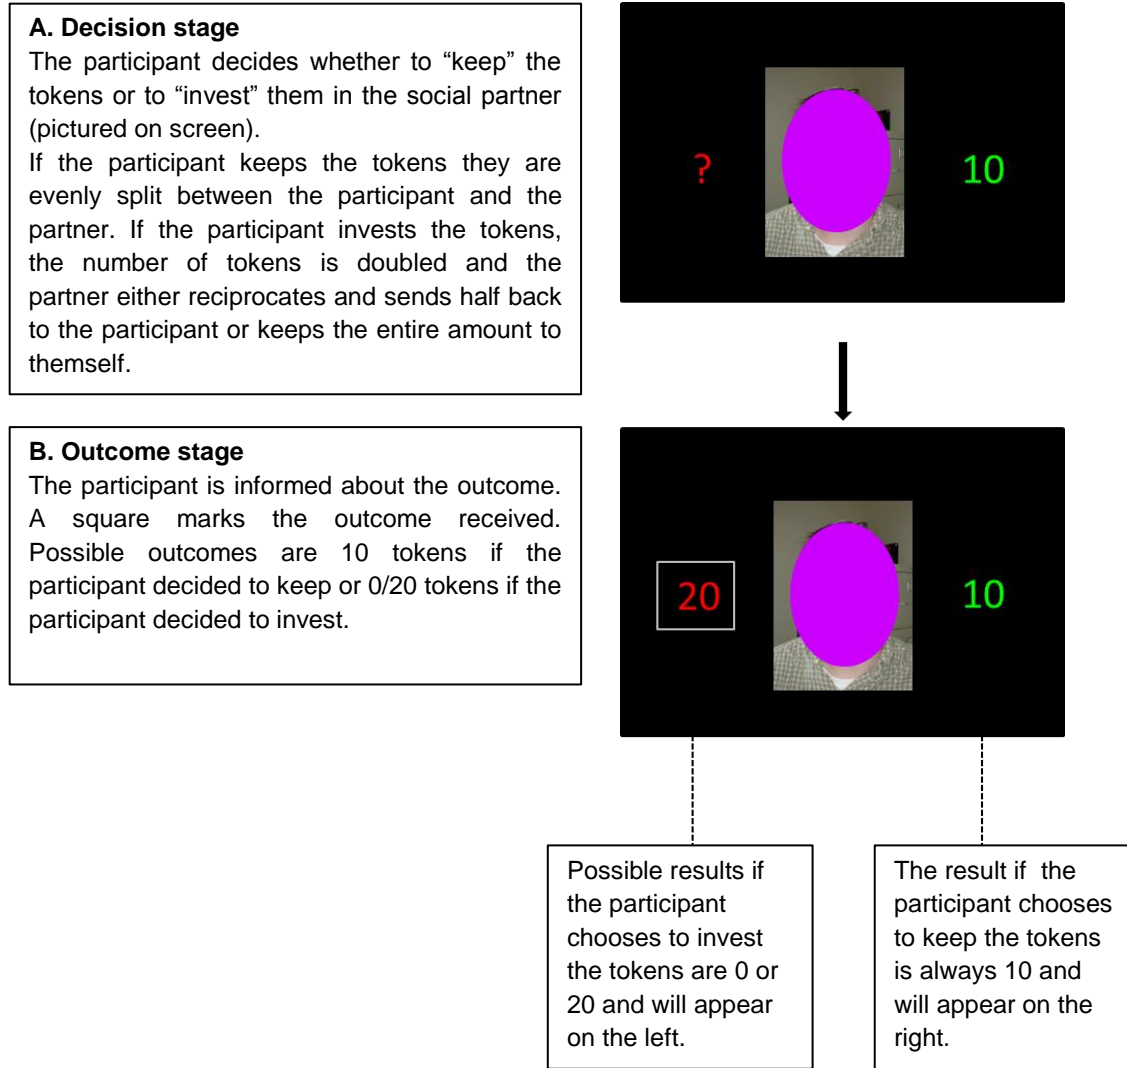 A. Decision stage
The participant decides whether to “keep” the
tokens or to “invest” them in the social partner
(pictured on screen).
If the participant keeps the tokens they are
evenly split between the participant and the
partner. If the participant invests the tokens,
the number of tokens is doubled and the
partner either reciprocates and sends half back
to the participant or keeps the entire amount to
themself.
?
10
B. Outcome stage
The participant is informed about the outcome.
A square marks the outcome received.
Possible outcomes are 10 tokens if the
participant decided to keep or 0/20 tokens if the
participant decided to invest.
20
10
Possible results if
the participant
chooses to invest
the tokens are 0 or
20 and will appear
on the left.
The result if the
participant chooses
to keep the tokens
is always 10 and
will appear on the
right.